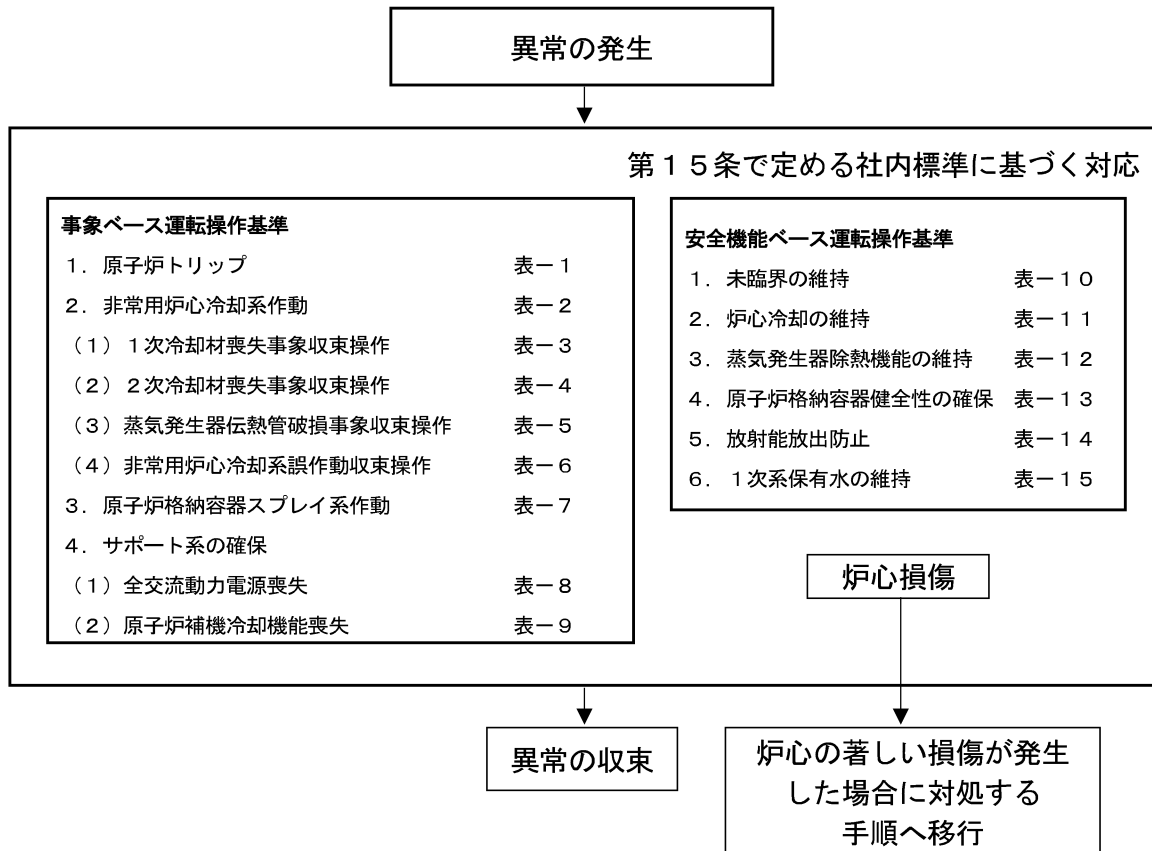 異常の発生
第15条で定める社内標準に基づく対応
事象ベース運転操作基準
1．原子炉トリップ 表－1
2．非常用炉心冷却系作動 表－2
（1）1次冷却材喪失事象収束操作 表－3
（2）2次冷却材喪失事象収束操作 表－4
（3）蒸気発生器伝熱管破損事象収束操作 表－5
（4）非常用炉心冷却系誤作動収束操作 表－6
3．原子炉格納容器スプレイ系作動 表－7
4．サポート系の確保
（1）全交流動力電源喪失 表－8
（2）原子炉補機冷却機能喪失 表－9
安全機能ベース運転操作基準
1．未臨界の維持 表－10
2．炉心冷却の維持 表－11
3．蒸気発生器除熱機能の維持 表－12
4．原子炉格納容器健全性の確保 表－13
5．放射能放出防止 表－14
6．1次系保有水の維持 表－15
炉心損傷
異常の収束
炉心の著しい損傷が発生
した場合に対処する
手順へ移行